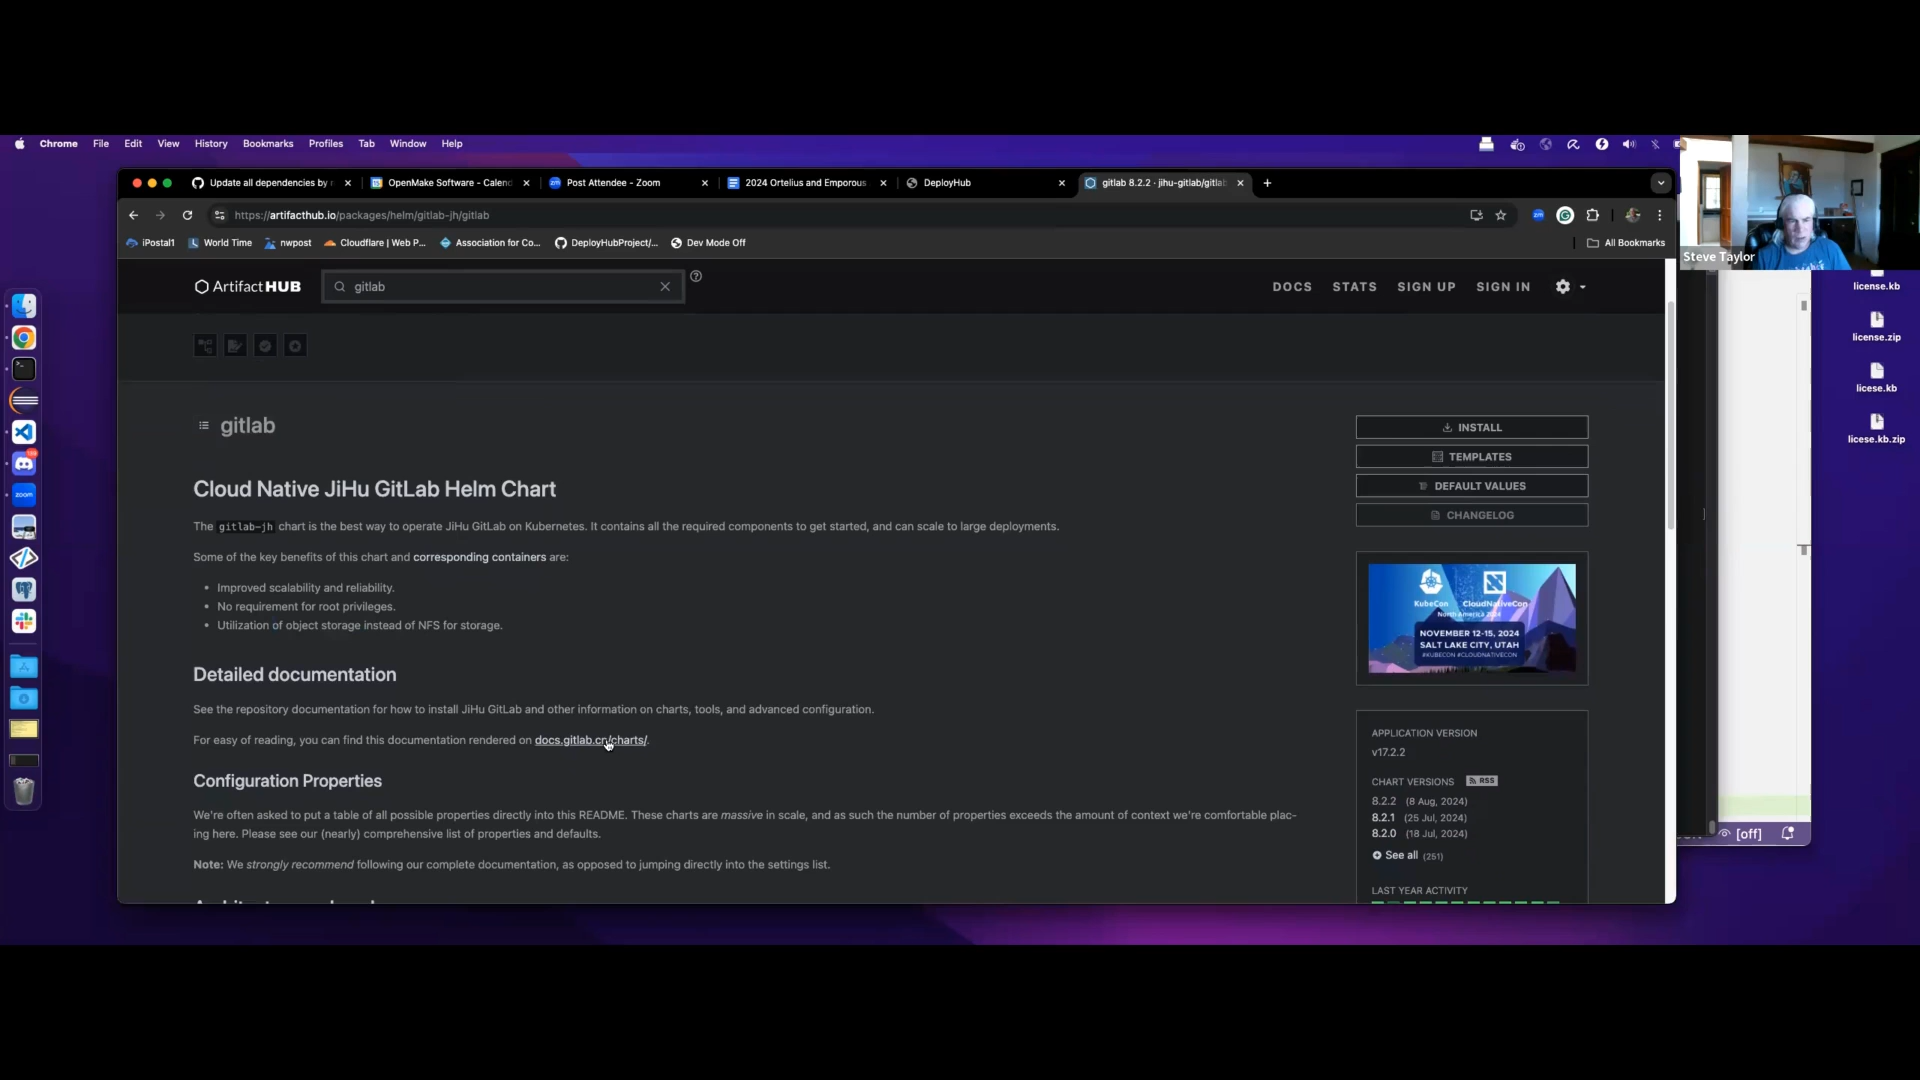 Chrome File Edit View History Bookmarks Profiles Tab Window Help
Update all dependencies by
OpenMake Software - Calend
Post Attendee - Zoom
2024 Ortelius and Emporous
DeployHub
gitlab 8.2.2 · jihu-gitlab/gitlab
https://artifacthub.io/packages/helm/gitlab-jh/gitlab
iPostal1 World Time nwpost Cloudflare | Web P... Association for Co... DeployHubProject/... Dev Mode Off All Bookmarks
Steve Taylor
Artifact HUB
gitlab
DOCS STATS SIGN UP SIGN IN
gitlab
Cloud Native JiHu GitLab Helm Chart
The gitlab-jh chart is the best way to operate JiHu GitLab on Kubernetes. It contains all the required components to get started, and can scale to large deployments.
Some of the key benefits of this chart and corresponding containers are:
• Improved scalability and reliability.
• No requirement for root privileges.
• Utilization of object storage instead of NFS for storage.
Detailed documentation
See the repository documentation for how to install JiHu GitLab and other information on charts, tools, and advanced configuration.
For easy of reading, you can find this documentation rendered on docs.gitlab.cn/charts/.
Configuration Properties
We're often asked to put a table of all possible properties directly into this README. These charts are massive in scale, and as such the number of properties exceeds the amount of context we're comfortable plac-
ing here. Please see our (nearly) comprehensive list of properties and defaults.
Note: We strongly recommend following our complete documentation, as opposed to jumping directly into the settings list.
INSTALL
TEMPLATES
DEFAULT VALUES
CHANGELOG
KubeCon CloudNativeCon
North America 2024
NOVEMBER 12-15, 2024
SALT LAKE CITY, UTAH
#KUBECON #CLOUDNATIVECON
APPLICATION VERSION
v17.2.2
CHART VERSIONS RSS
8.2.2 (8 Aug, 2024)
8.2.1 (25 Jul, 2024)
8.2.0 (18 Jul, 2024)
See all (251)
LAST YEAR ACTIVITY
license.kb
license.zip
licese.kb
licese.kb.zip
[off]
zoom